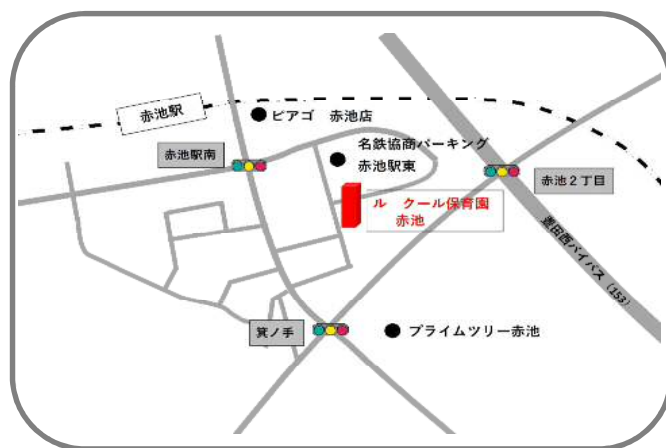 赤池駅
ピアゴ 赤池店
名鉄協商パーキング
赤池駅東
赤池駅南
赤池2丁目
ル クール保育園
赤池
豊田西バイパス(153)
箕ノ手
プライムツリー赤池